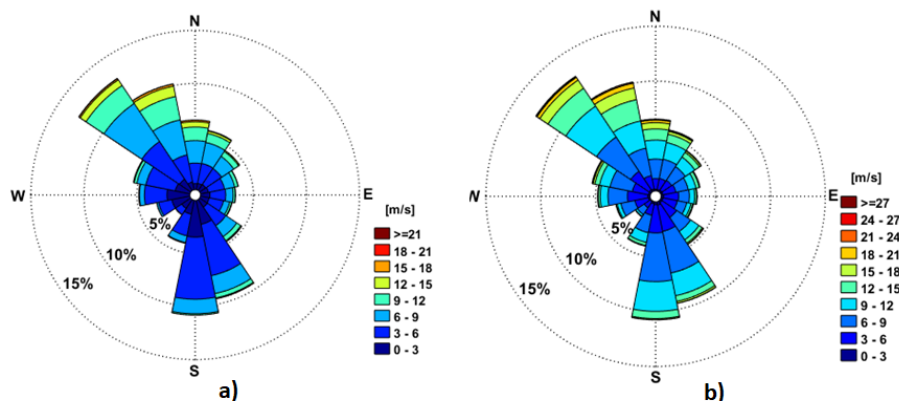 N
W
E
S
5%
10%
15%
[m/s]
>=21
18 - 21
15 - 18
12 - 15
9 - 12
6 - 9
3 - 6
0 - 3
a)
N
W
E
S
5%
10%
15%
[m/s]
>=27
24 - 27
21 - 24
18 - 21
15 - 18
12 - 15
9 - 12
6 - 9
3 - 6
0 - 3
b)